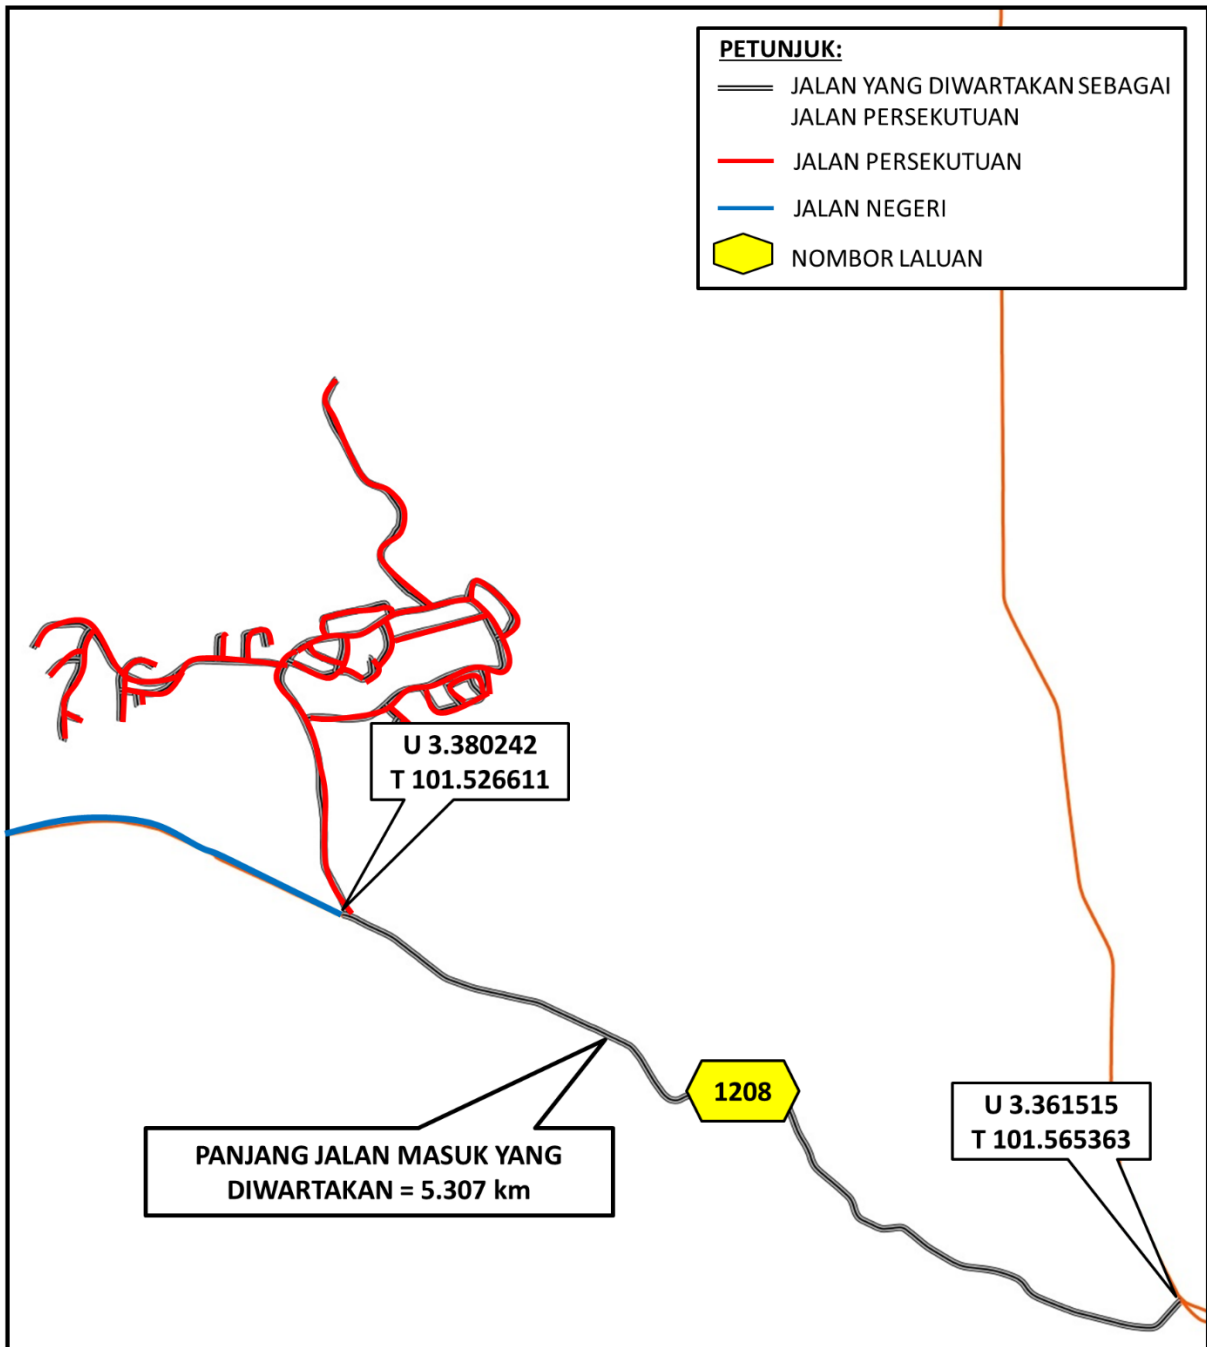 PETUNJUK:
JALAN YANG DIWARTAKAN SEBAGAI
JALAN PERSEKUTUAN
JALAN PERSEKUTUAN
JALAN NEGERI
NOMBOR LALUAN
U 3.380242
T 101.526611
1208
U 3.361515
T 101.565363
PANJANG JALAN MASUK YANG
DIWARTAKAN = 5.307 km